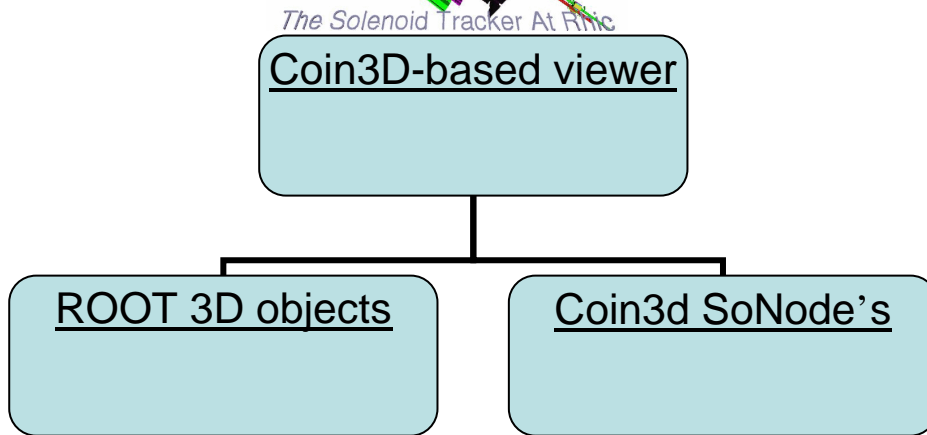 The Solenoid Tracker At Rhic
Coin3D-based viewer
ROOT 3D objects
Coin3d SoNode’s